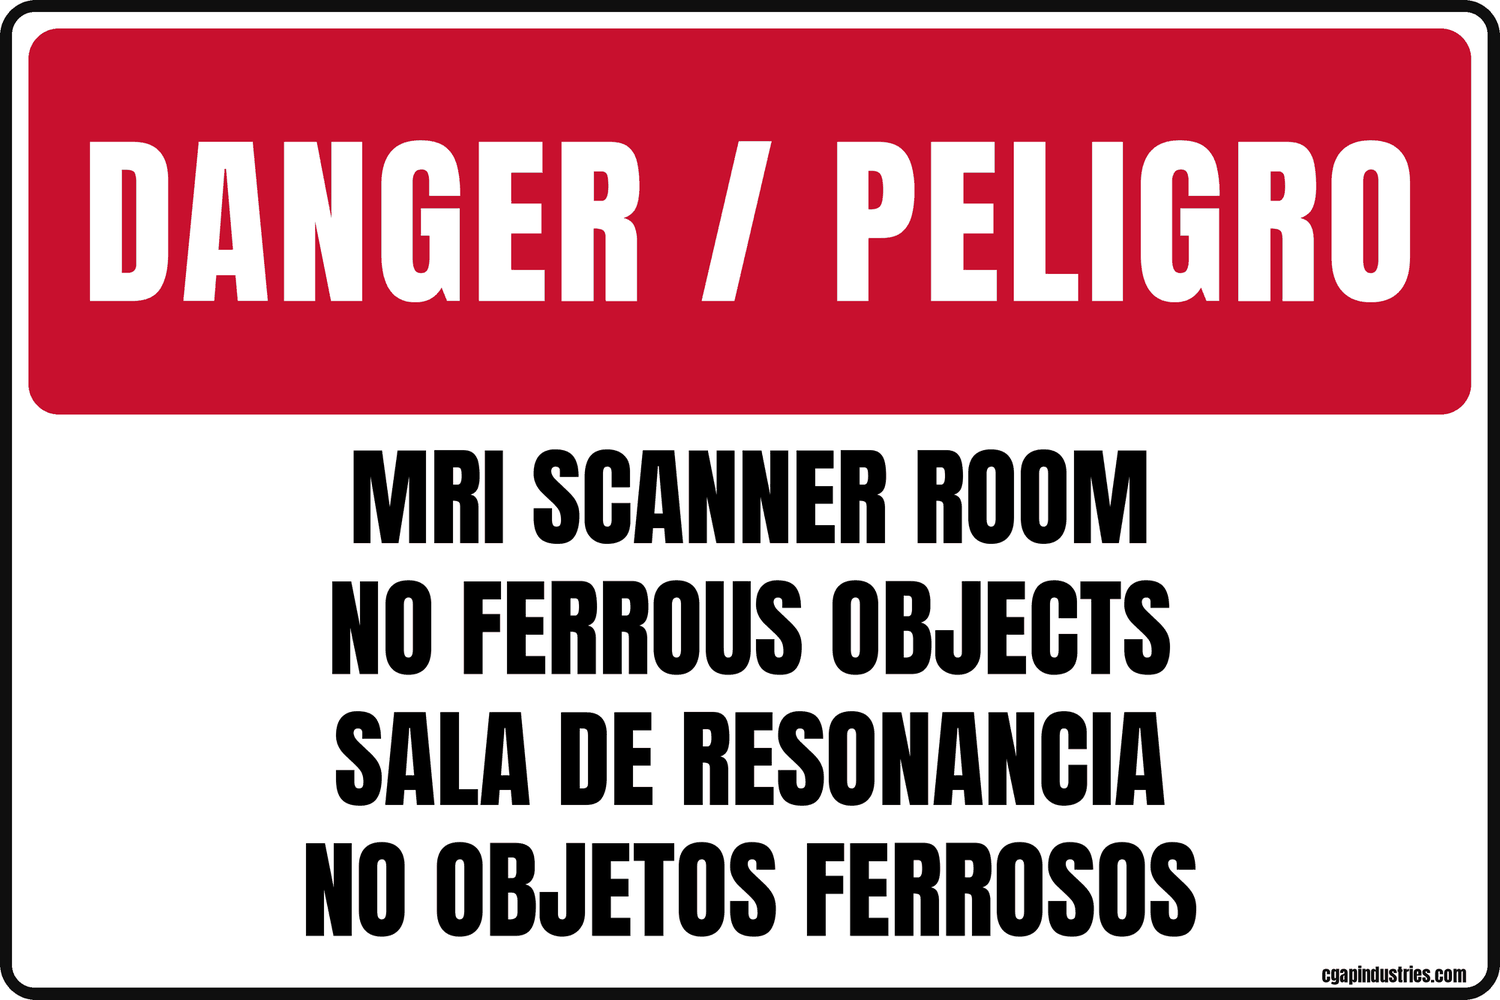 DANGER / PELIGRO
MRI SCANNER ROOM
NO FERROUS OBJECTS
SALA DE RESONANCIA
NO OBJETOS FERROSOS
cgapindustries.com